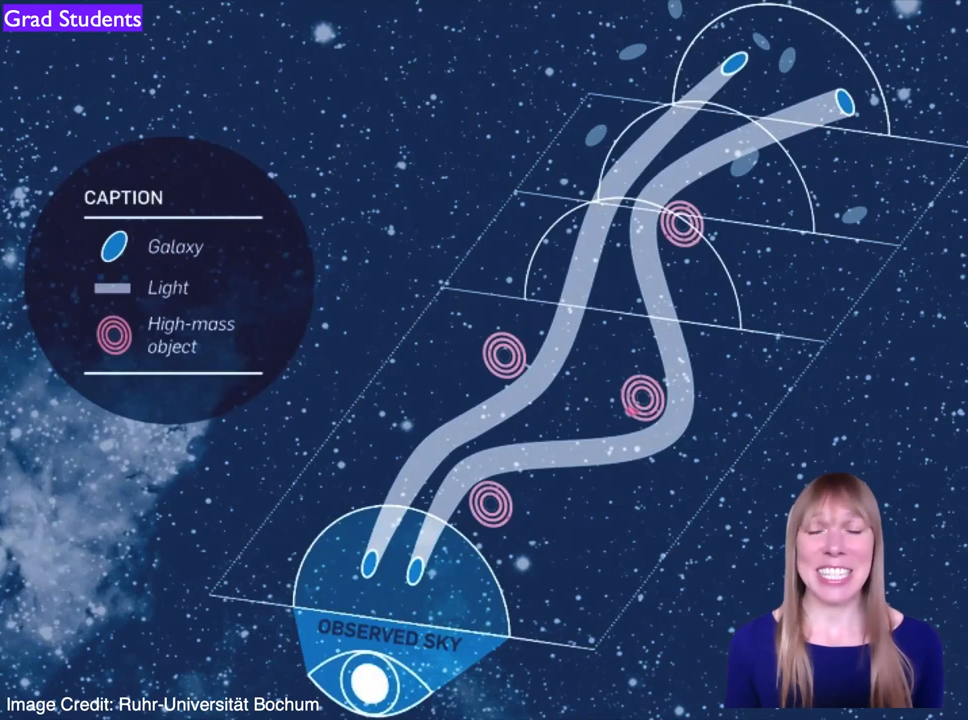 Grad Students
CAPTION
Galaxy
Light
High-mass
object
OBSERVED SKY
Image Credit: Ruhr-Universität Bochum